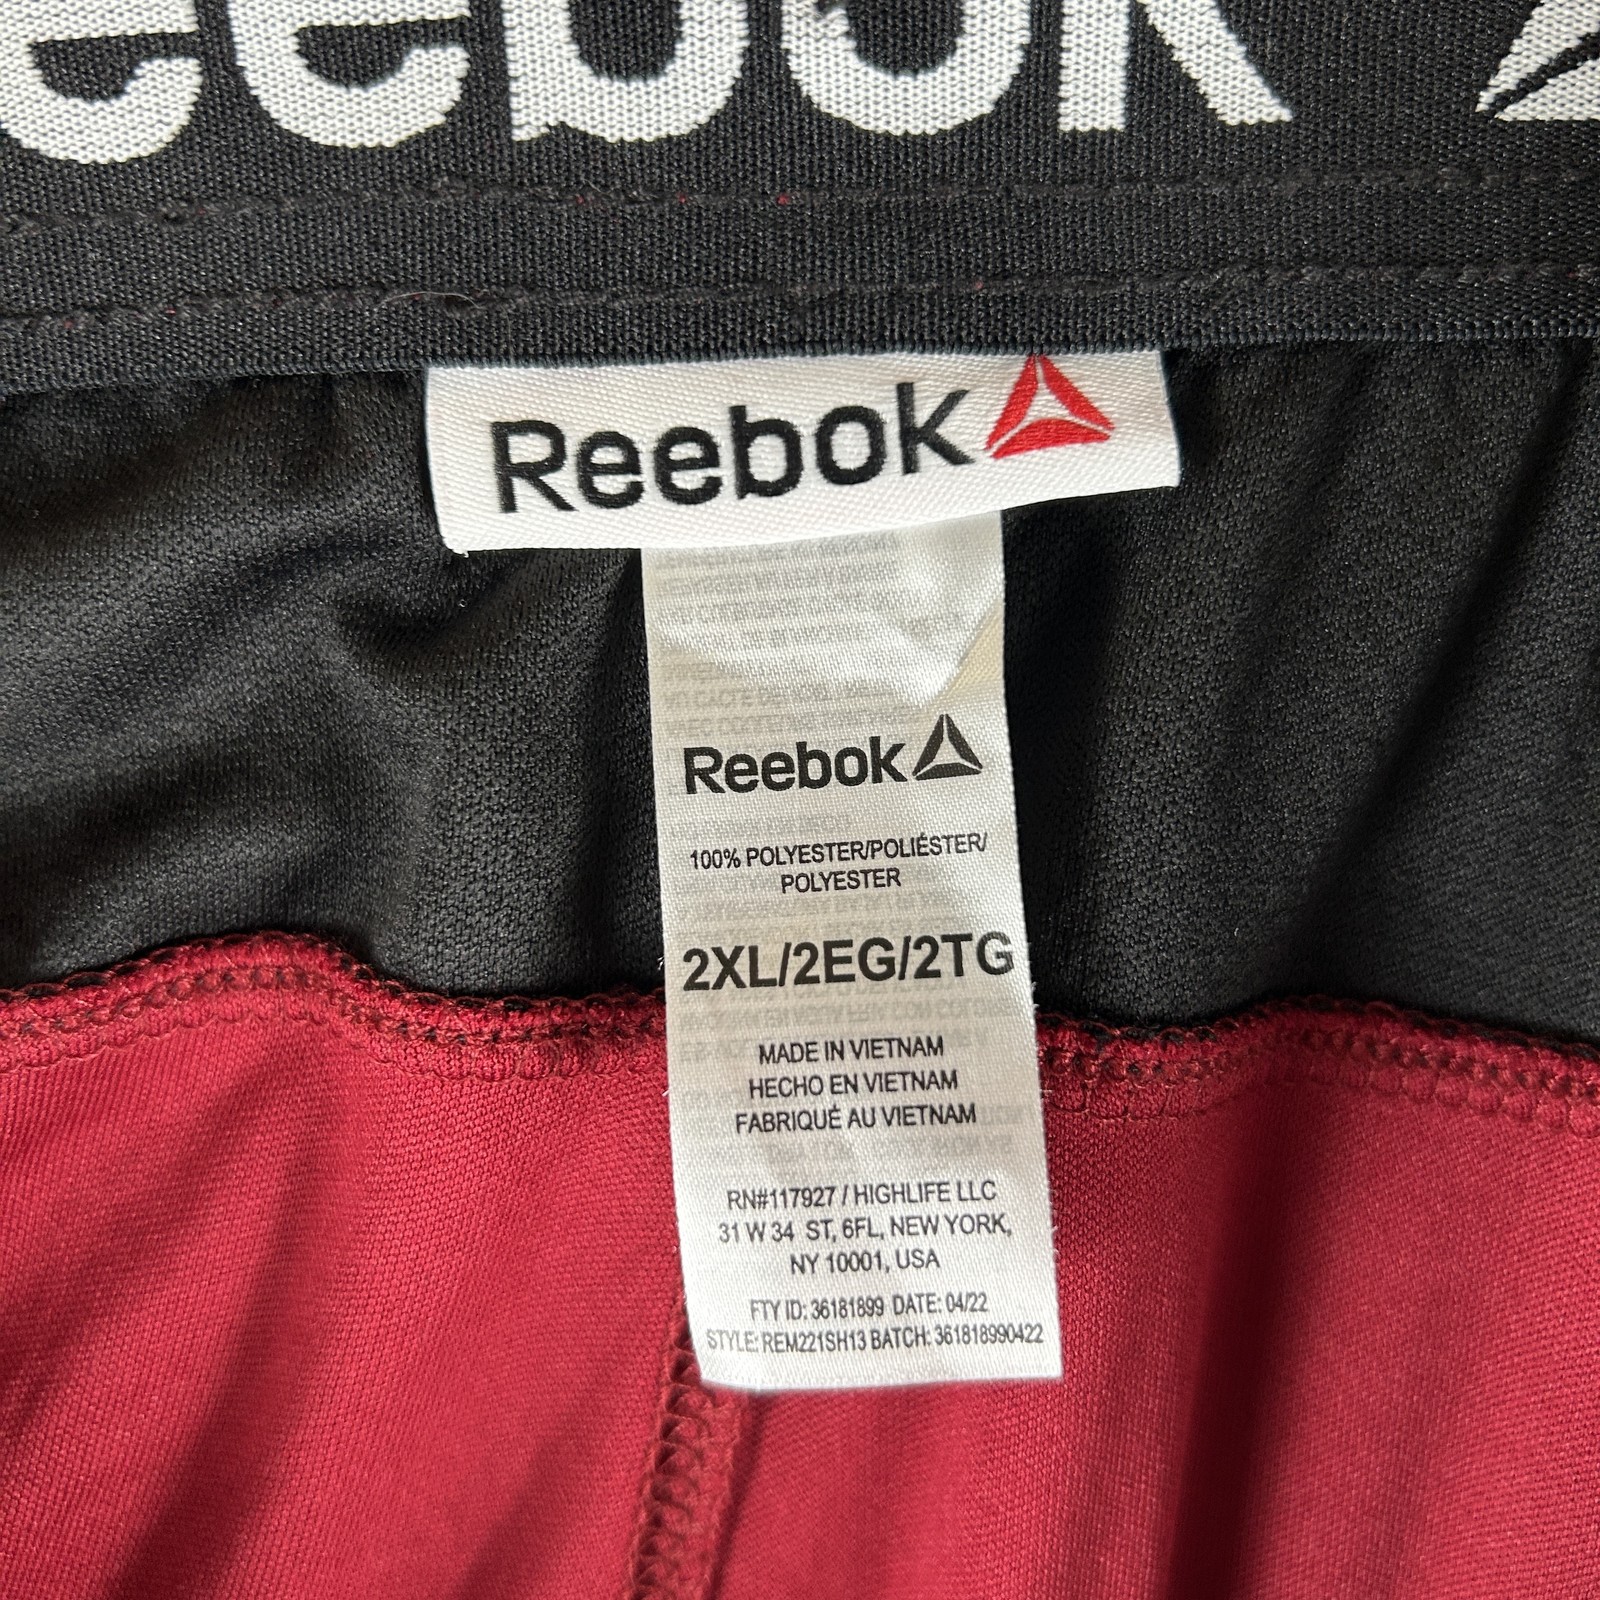 Reebok
Reebok
Reebok
100% POLYESTER/POLIÉSTER/
POLYESTER
2XL/2EG/2TG
MADE IN VIETNAM
HECHO EN VIETNAM
FABRIQUÉ AU VIETNAM
RN#117927 / HIGHLIFE LLC
31 W 34 ST, 6FL, NEW YORK,
NY 10001, USA
FTY ID: 36181899 DATE: 04/22
STYLE: REM221SH13 BATCH: 361818990422